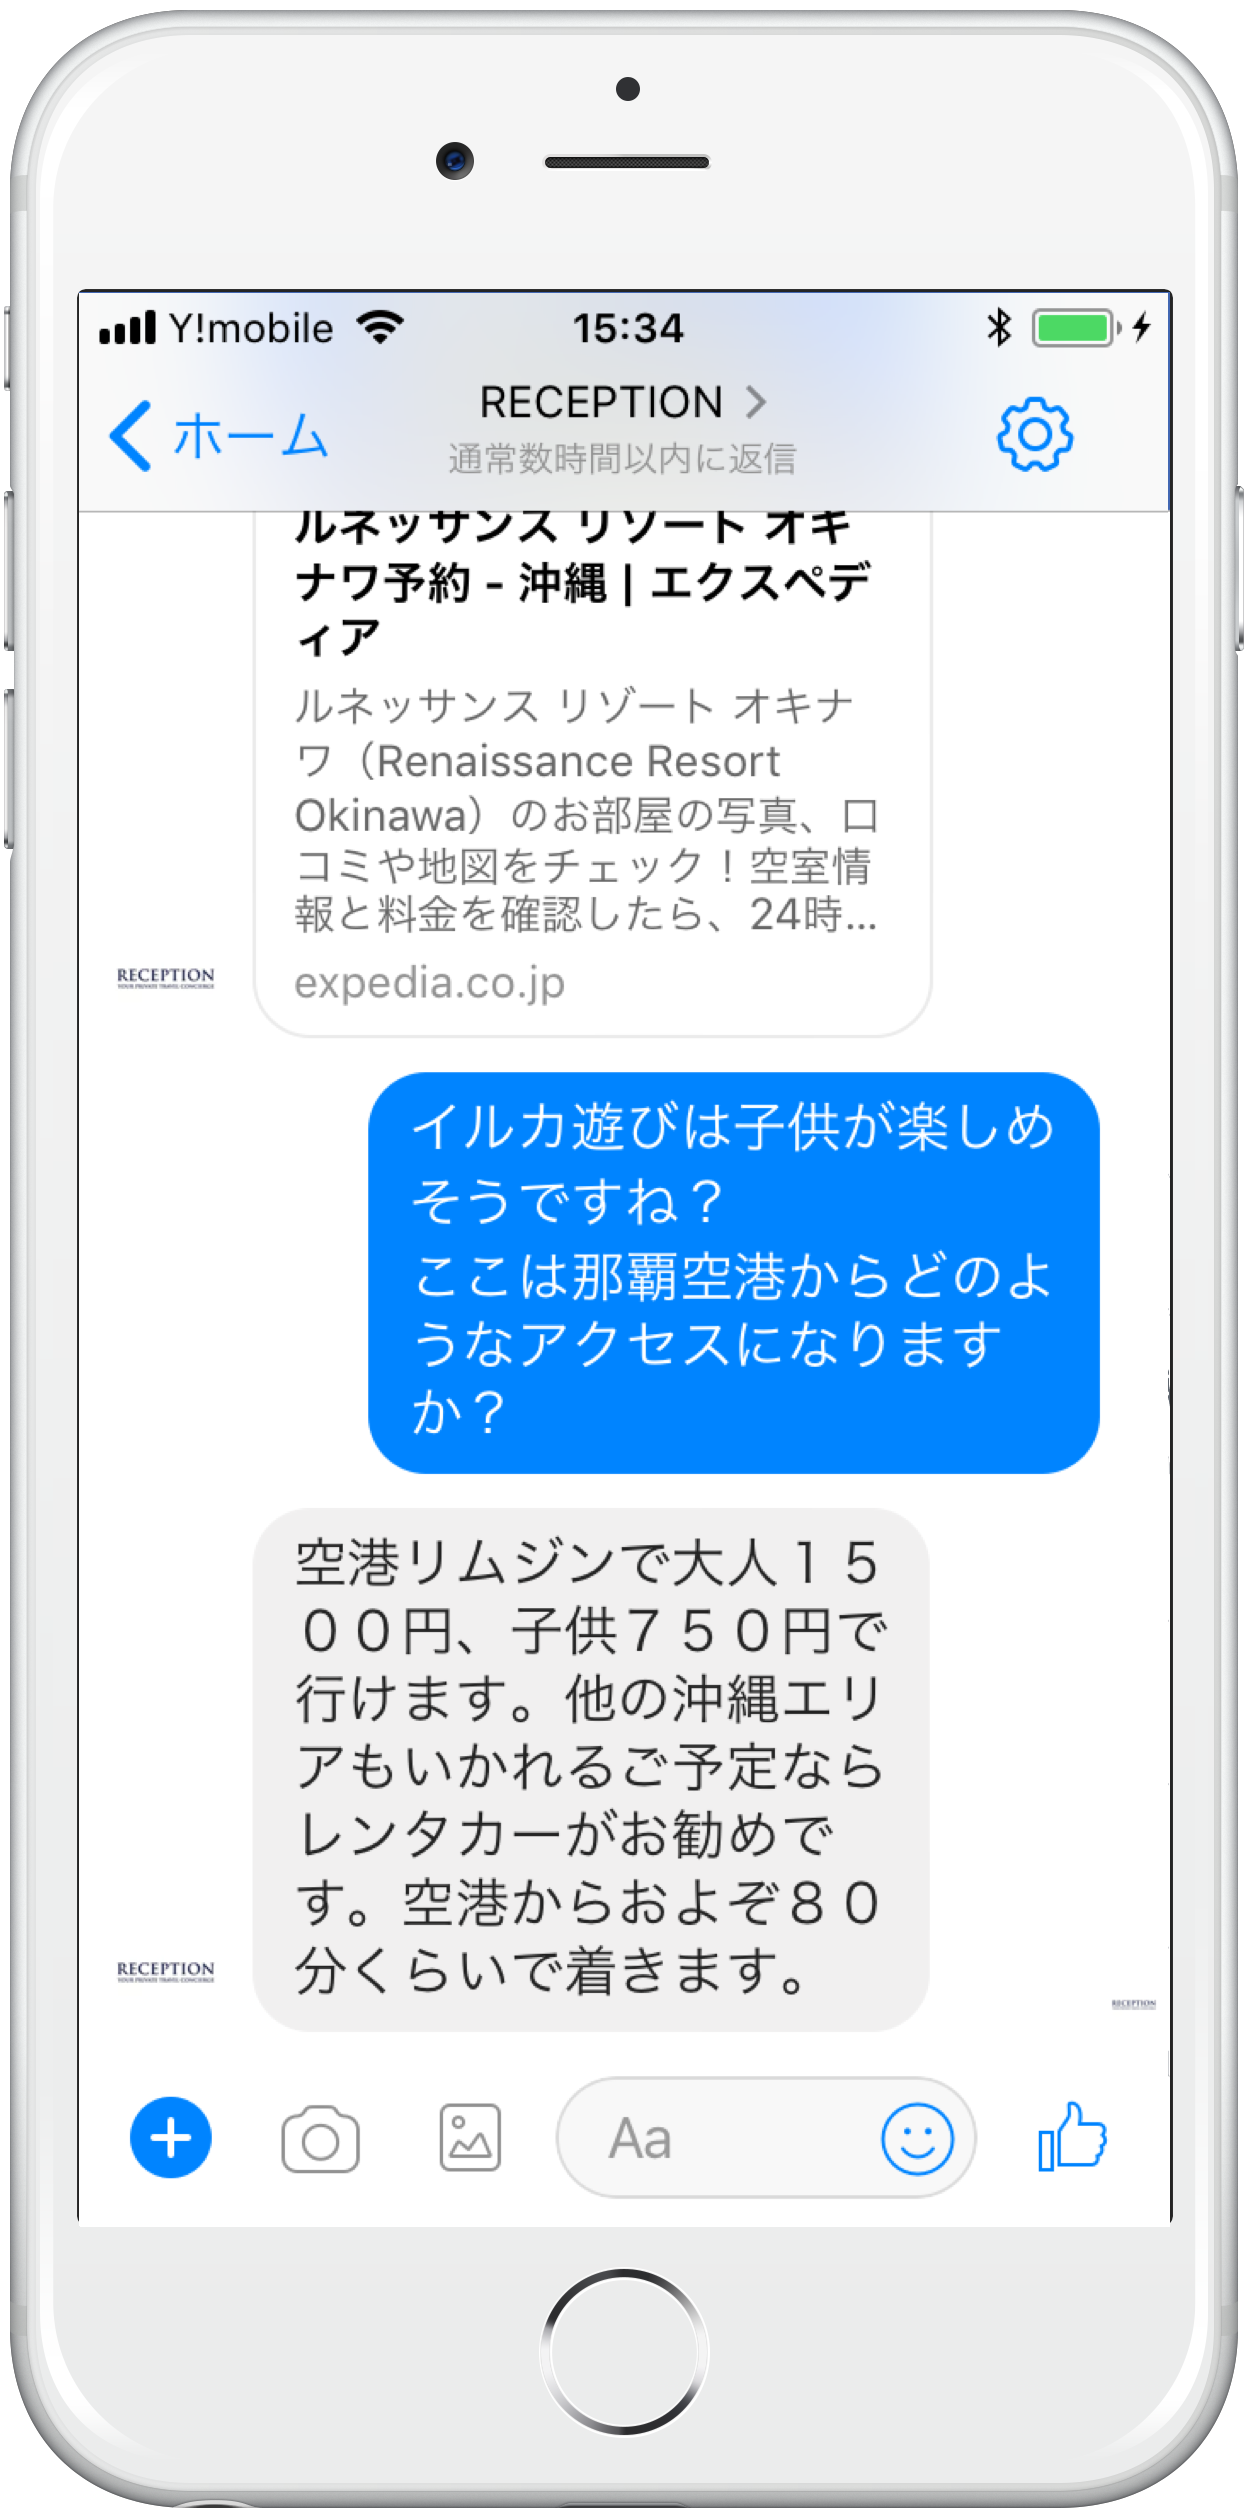 Y!mobile 15:34
ホーム
RECEPTION
通常数時間以内に返信
ルネッサンス リゾート オキ
ナワ予約 - 沖縄 | エクスペデ
ィア
ルネッサンス リゾート オキナ
ワ（Renaissance Resort
Okinawa）のお部屋の写真、口
コミや地図をチェック！空室情
報と料金を確認したら、24時...
expedia.co.jp
RECEPTION
YOUR PRIVATE TRAVEL CONCIERGE
イルカ遊びは子供が楽しめ
そうですね？
ここは那覇空港からどのよ
うなアクセスになります
か？
空港リムジンで大人１５
００円、子供７５０円で
行けます。他の沖縄エリ
アもいかれるご予定なら
レンタカーがお勧めで
す。空港からおよぞ８０
分くらいで着きます。
RECEPTION
YOUR PRIVATE TRAVEL CONCIERGE
RECEPTION
Aa